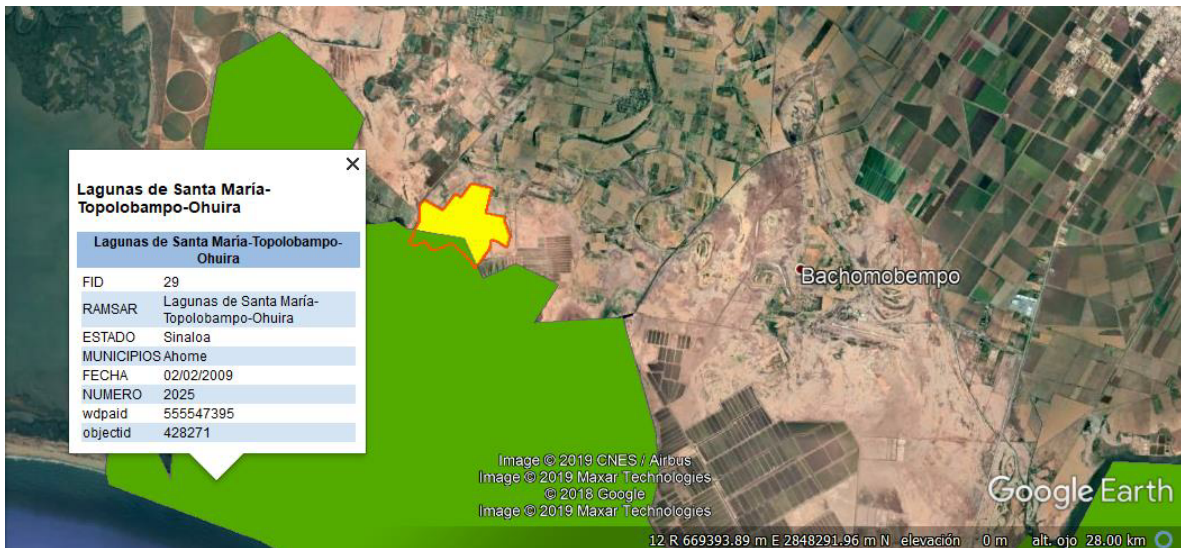 Lagunas de Santa María-
Topolobampo-Ohuira
Lagunas de Santa María-Topolobampo-
Ohuira
FID 29
RAMSAR Lagunas de Santa María-
Topolobampo-Ohuira
ESTADO Sinaloa
MUNICIPIOS Ahome
FECHA 02/02/2009
NUMERO 2025
wdpaid 555547395
objectid 428271
Bachomobempo
Image © 2019 CNES / Airbus
Image © 2019 Maxar Technologies
© 2018 Google
Image © 2019 Maxar Technologies
Google Earth
12 R 669393.89 m E 2848291.96 m N elevación 0 m alt. ojo 28.00 km